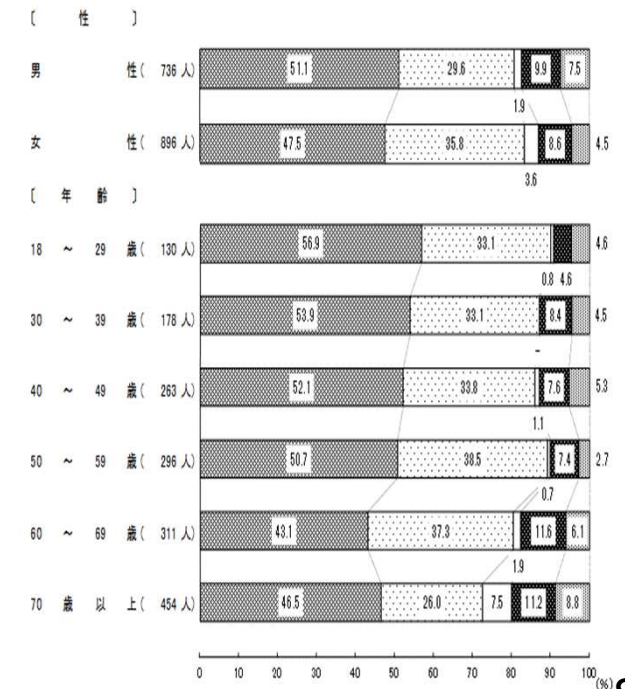 〔 性 〕
男 性( 736 人) 51.1 29.6 9.9 7.5
1.9
女 性( 896 人) 47.5 35.8 8.6 4.5
3.6
〔 年 齢 〕
18 ～ 29 歳( 130 人) 56.9 33.1 4.6
0.8 4.6
30 ～ 39 歳( 178 人) 53.9 33.1 8.4 4.5
-
40 ～ 49 歳( 263 人) 52.1 33.8 7.6 5.3
1.1
50 ～ 59 歳( 296 人) 50.7 38.5 7.4 2.7
0.7
60 ～ 69 歳( 311 人) 43.1 37.3 11.6 6.1
1.9
70 歳 以 上( 454 人) 46.5 26.0 7.5 11.2 8.8
0 10 20 30 40 50 60 70 80 90 100
(%)